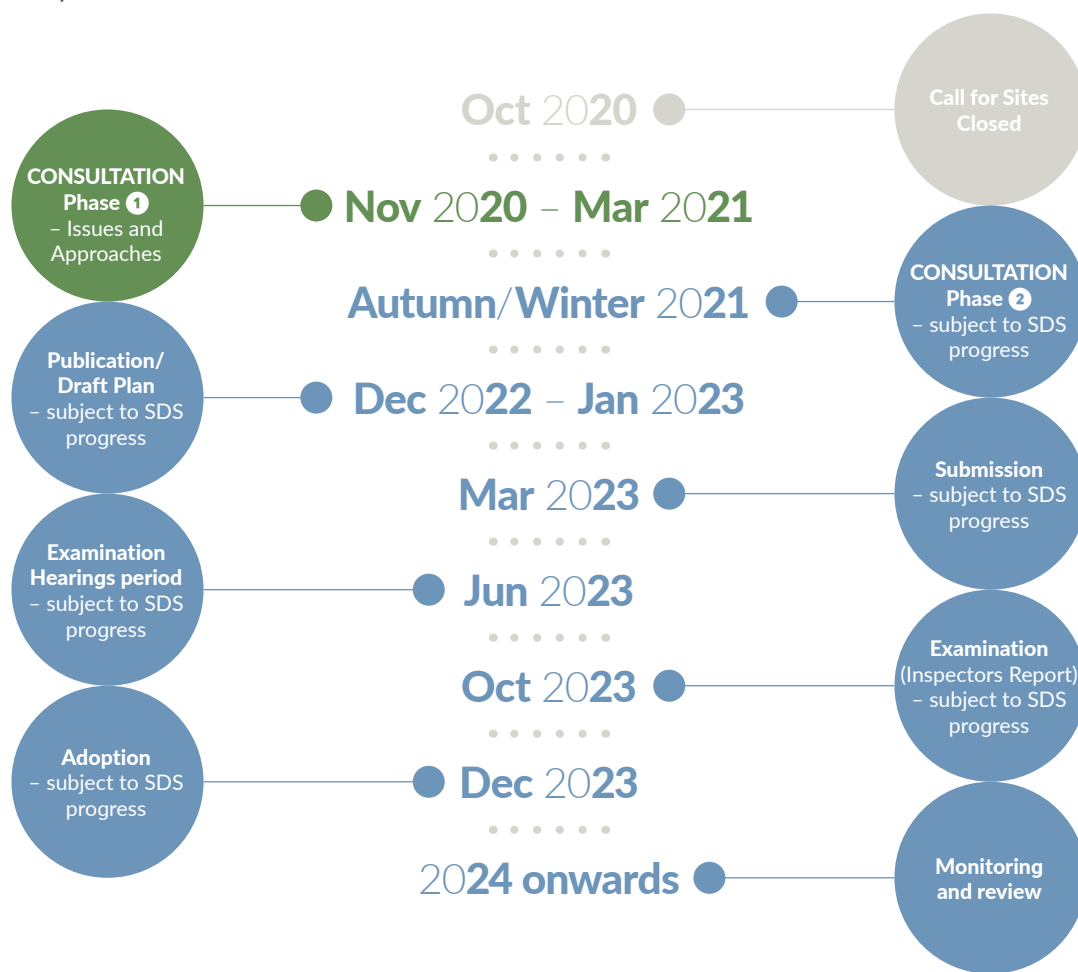 Oct 2020
Call for Sites
Closed
CONSULTATION
Phase 1
– Issues and
Approaches
Nov 2020 – Mar 2021
Autumn/Winter 2021
CONSULTATION
Phase 2
– subject to SDS
progress
Publication/
Draft Plan
– subject to SDS
progress
Dec 2022 – Jan 2023
Mar 2023
Submission
– subject to SDS
progress
Examination
Hearings period
– subject to SDS
progress
Jun 2023
Oct 2023
Examination
(Inspectors Report)
– subject to SDS
progress
Adoption
– subject to SDS
progress
Dec 2023
2024 onwards
Monitoring
and review